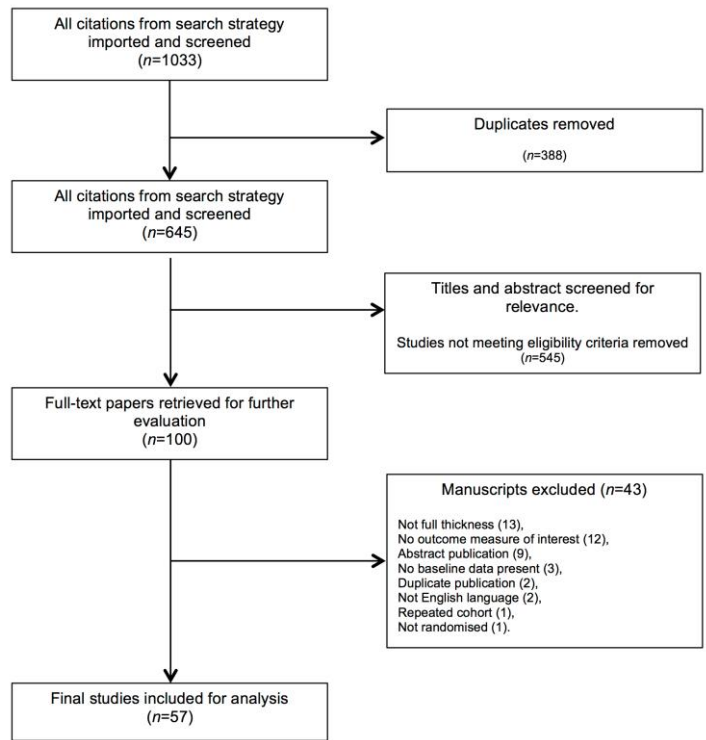 All citations from search strategy
imported and screened
(n=1033)
Duplicates removed
(n=388)
All citations from search strategy
imported and screened
(n=645)
Titles and abstract screened for
relevance.
Studies not meeting eligibility criteria removed
(n=545)
Full-text papers retrieved for further
evaluation
(n=100)
Manuscripts excluded (n=43)
Not full thickness (13),
No outcome measure of interest (12),
Abstract publication (9),
No baseline data present (3),
Duplicate publication (2),
Not English language (2),
Repeated cohort (1),
Not randomised (1).
Final studies included for analysis
(n=57)